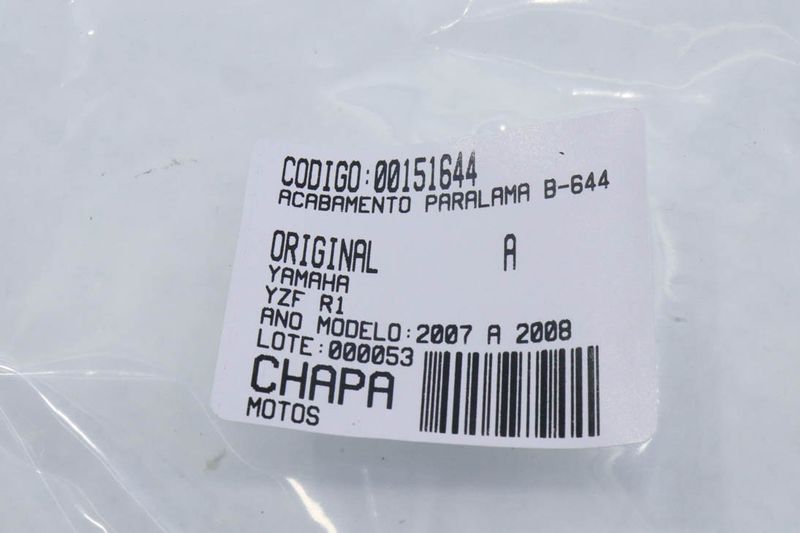 CODIGO:00151644
ACABAMENTO PARALAMA B-644
ORIGINAL A
YAMAHA
YZF R1
ANO MODELO:2007 A 2008
LOTE:000053
CHAPA
MOTOS